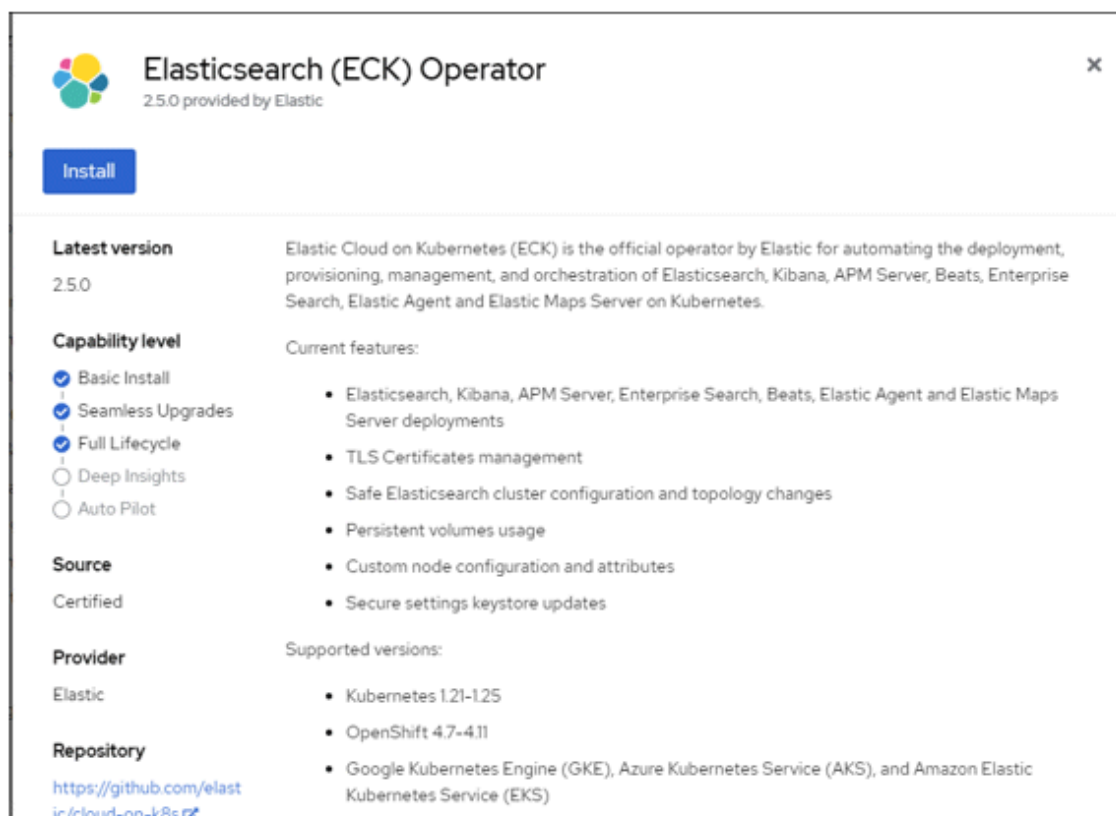 Elasticsearch (ECK) Operator
2.5.0 provided by Elastic
Install
Latest version
2.5.0
Capability level
Basic Install
Seamless Upgrades
Full Lifecycle
Deep Insights
Auto Pilot
Source
Certified
Provider
Elastic
Repository
https://github.com/elast
ic/cloud-on-k8s
Elastic Cloud on Kubernetes (ECK) is the official operator by Elastic for automating the deployment,
provisioning, management, and orchestration of Elasticsearch, Kibana, APM Server, Beats, Enterprise
Search, Elastic Agent and Elastic Maps Server on Kubernetes.
Current features:
• Elasticsearch, Kibana, APM Server, Enterprise Search, Beats, Elastic Agent and Elastic Maps
Server deployments
• TLS Certificates management
• Safe Elasticsearch cluster configuration and topology changes
• Persistent volumes usage
• Custom node configuration and attributes
• Secure settings keystore updates
Supported versions:
• Kubernetes 1.21-1.25
• OpenShift 4.7-4.11
• Google Kubernetes Engine (GKE), Azure Kubernetes Service (AKS), and Amazon Elastic
Kubernetes Service (EKS)